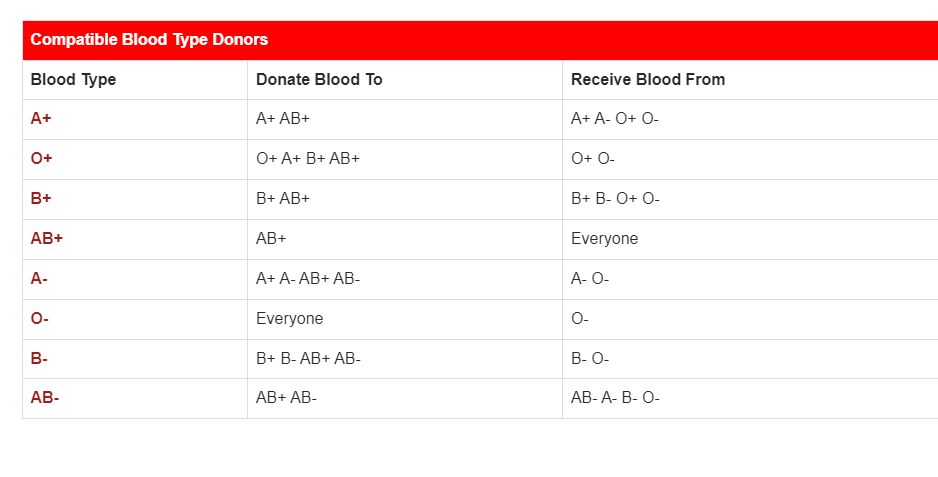 Compatible Blood Type Donors
Blood Type Donate Blood To Receive Blood From
A+ A+ AB+ A+ A- O+ O-
O+ O+ A+ B+ AB+ O+ O-
B+ B+ AB+ B+ B- O+ O-
AB+ AB+ Everyone
A- A+ A- AB+ AB- A- O-
O- Everyone O-
B- B+ B- AB+ AB- B- O-
AB- AB+ AB- AB- A- B- O-